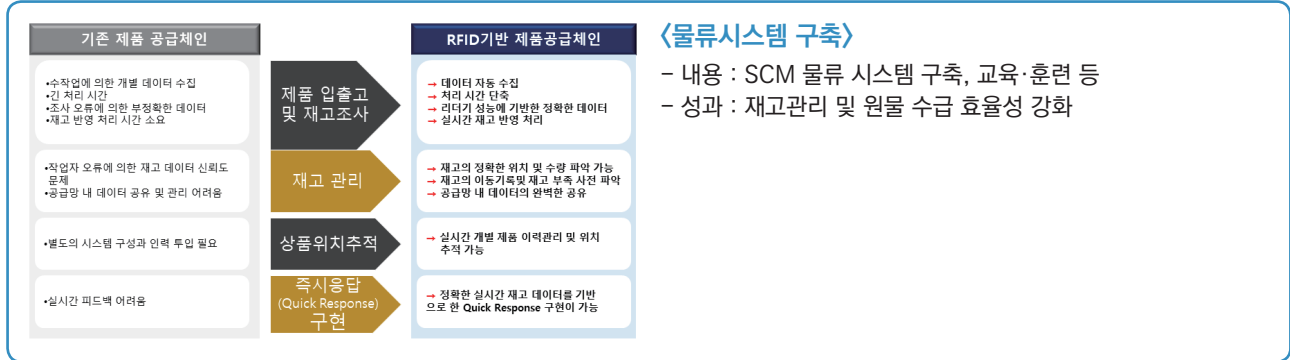 기존 제품 공급체인
RFID기반 제품공급체인
•수작업에 의한 개별 데이터 수집
•긴 처리 시간
•조사 오류에 의한 부정확한 데이터
•재고 반영 처리 시간 소요
제품 입출고
및 재고조사
→ 데이터 자동 수집
→ 처리 시간 단축
→ 리더기 성능에 기반한 정확한 데이터
→ 실시간 재고 반영 처리
•작업자 오류에 의한 재고 데이터 신뢰도
문제
•공급망 내 데이터 공유 및 관리 어려움
재고 관리
→ 재고의 정확한 위치 및 수량 파악 가능
→ 재고의 이동기록및 재고 부족 사전 파악
→ 공급망 내 데이터의 완벽한 공유
•별도의 시스템 구성과 인력 투입 필요
상품위치추적
→ 실시간 개별 제품 이력관리 및 위치
추적 가능
•실시간 피드백 어려움
즉시응답
(Quick Response)
구현
→ 정확한 실시간 재고 데이터를 기반
으로 한 Quick Response 구현이 가능
〈물류시스템 구축〉
- 내용 : SCM 물류 시스템 구축, 교육·훈련 등
- 성과 : 재고관리 및 원물 수급 효율성 강화